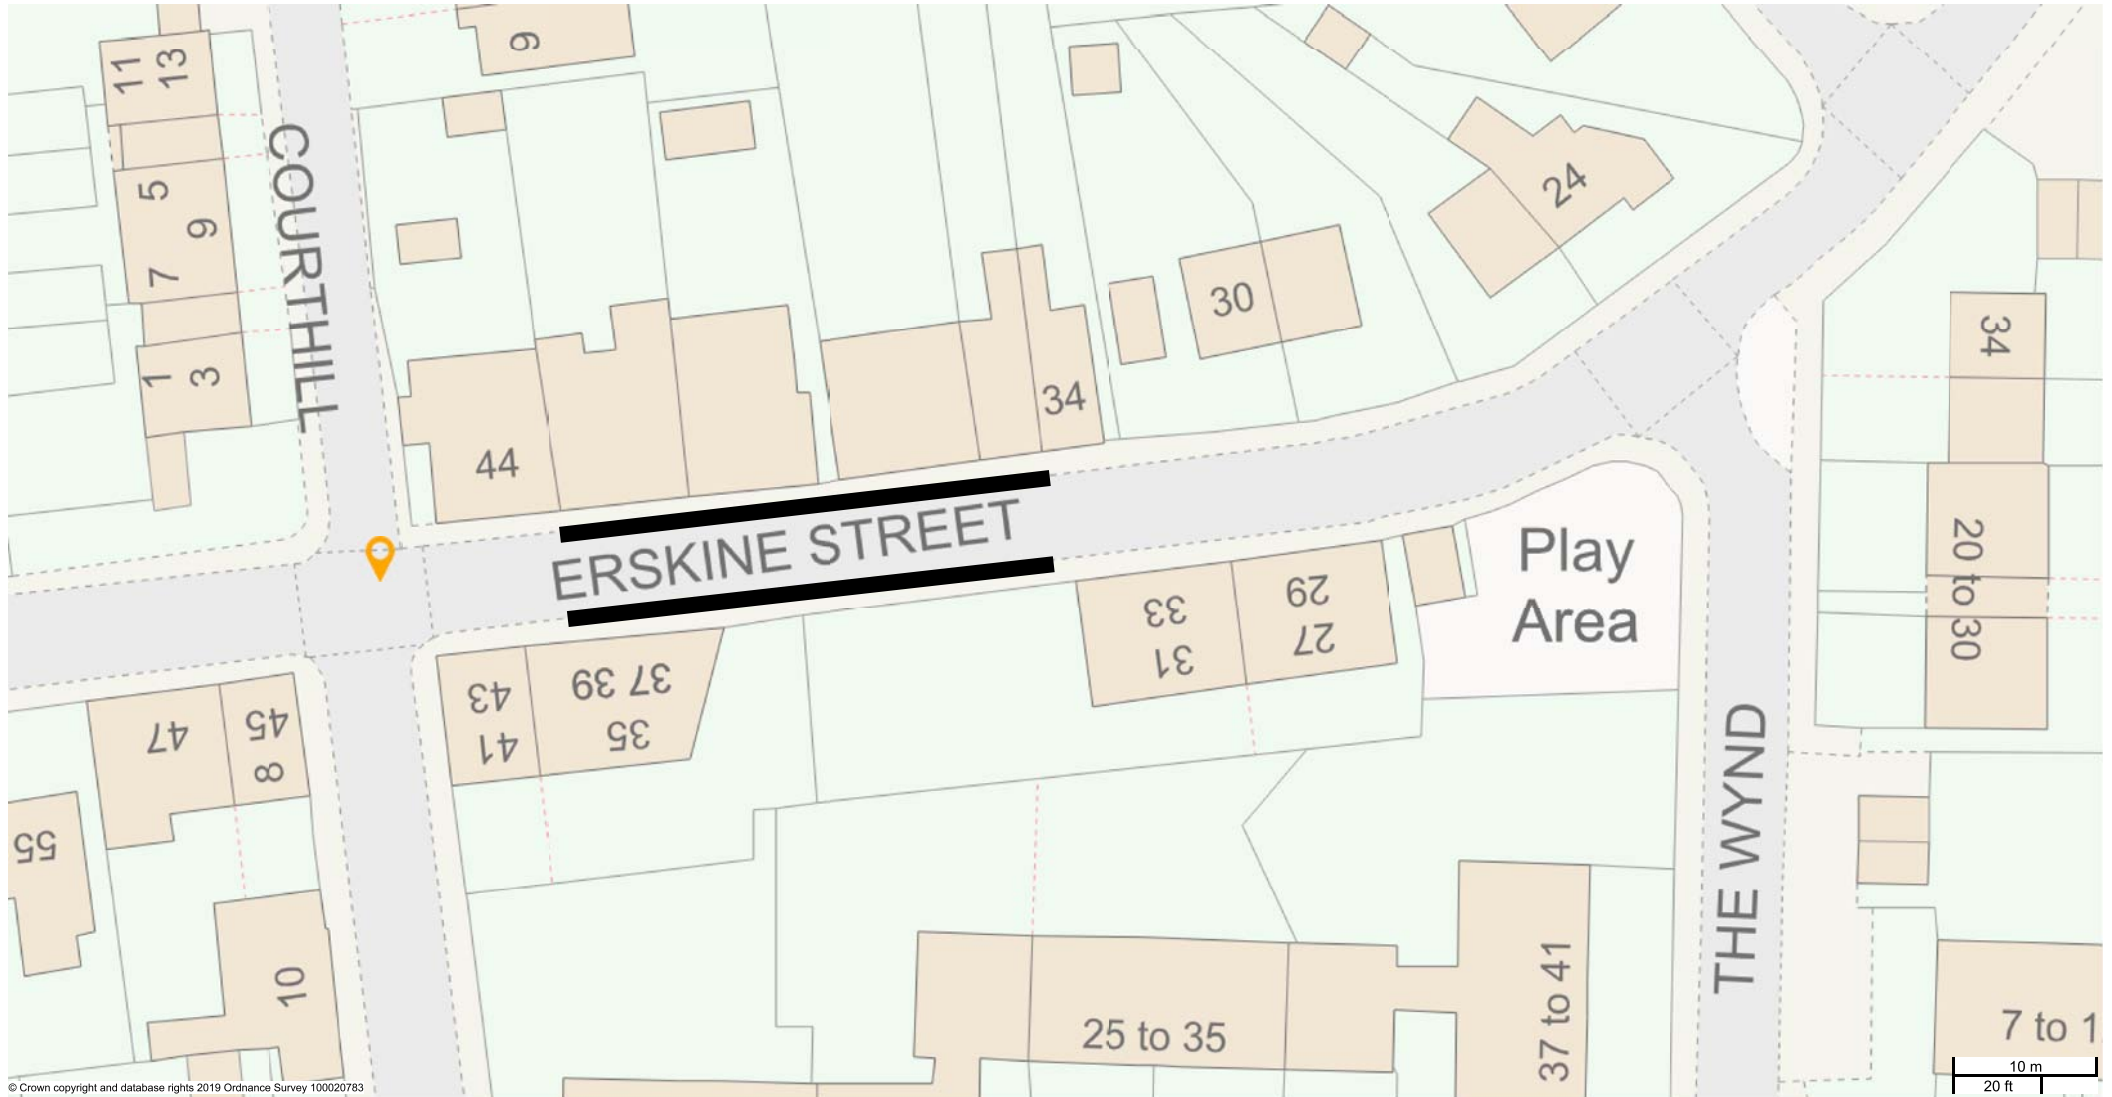 9
11
13
COURTHILL
5
9
7
1
3
44
34
30
24
34
ERSKINE STREET
Play
Area
33
31
29
27
20 to 30
43
41
37 39
35
47
45
8
55
10
THE WYND
25 to 35
37 to 41
7 to 1
10 m
20 ft
© Crown copyright and database rights 2019 Ordnance Survey 100020783